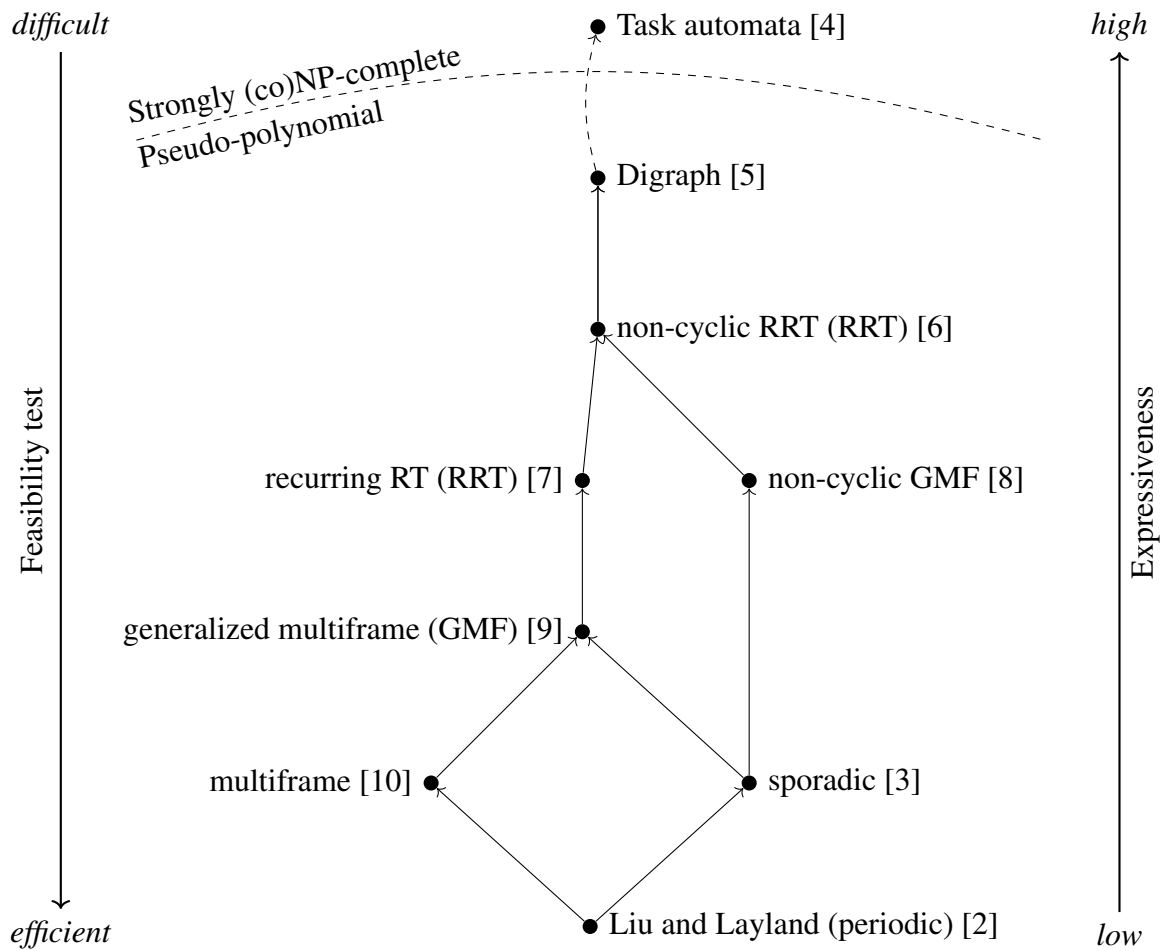 difficult
Task automata [4]
high
Strongly (co)NP-complete
Pseudo-polynomial
Digraph [5]
non-cyclic RRT (RRT) [6]
Feasibility test
Expressiveness
recurring RT (RRT) [7]
non-cyclic GMF [8]
generalized multiframe (GMF) [9]
multiframe [10]
sporadic [3]
Liu and Layland (periodic) [2]
efficient
low